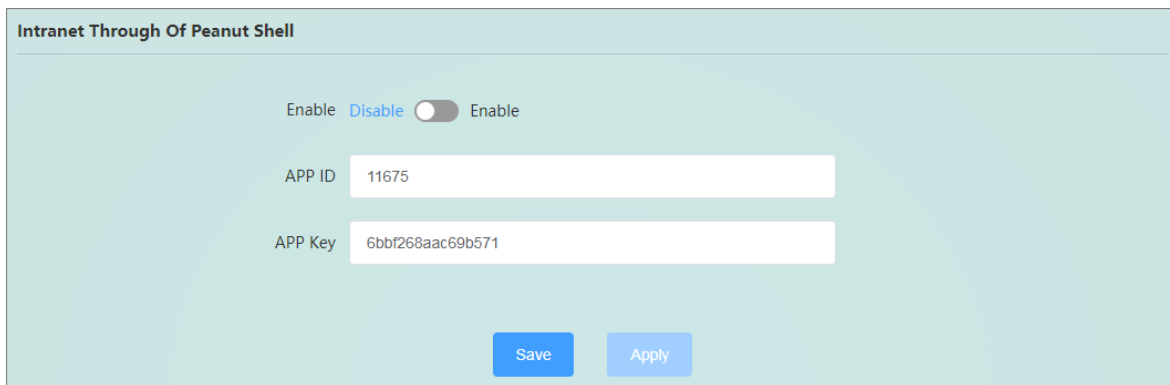 Intranet Through Of Peanut Shell
Enable Disable Enable
APP ID 11675
APP Key 6bbf268aac69b571
Save Apply